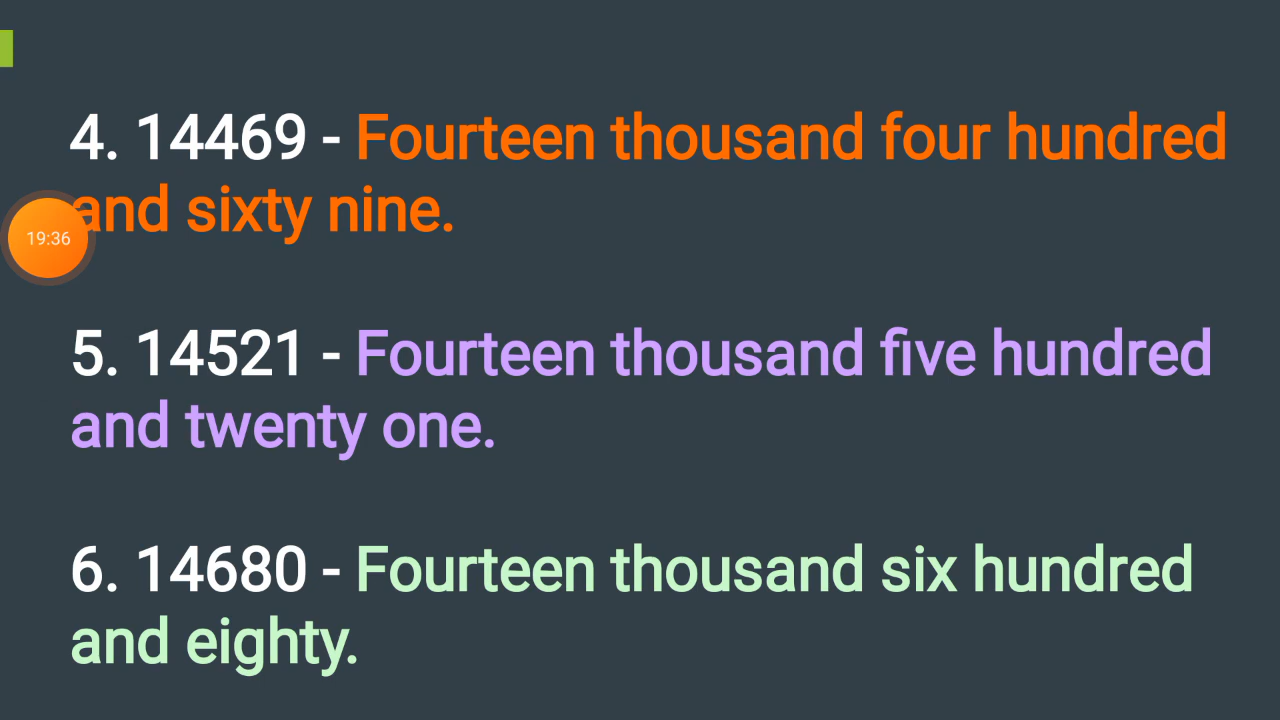 4. 14469 - Fourteen thousand four hundred
and sixty nine.
19:36
5. 14521 - Fourteen thousand five hundred
and twenty one.
6. 14680 - Fourteen thousand six hundred
and eighty.